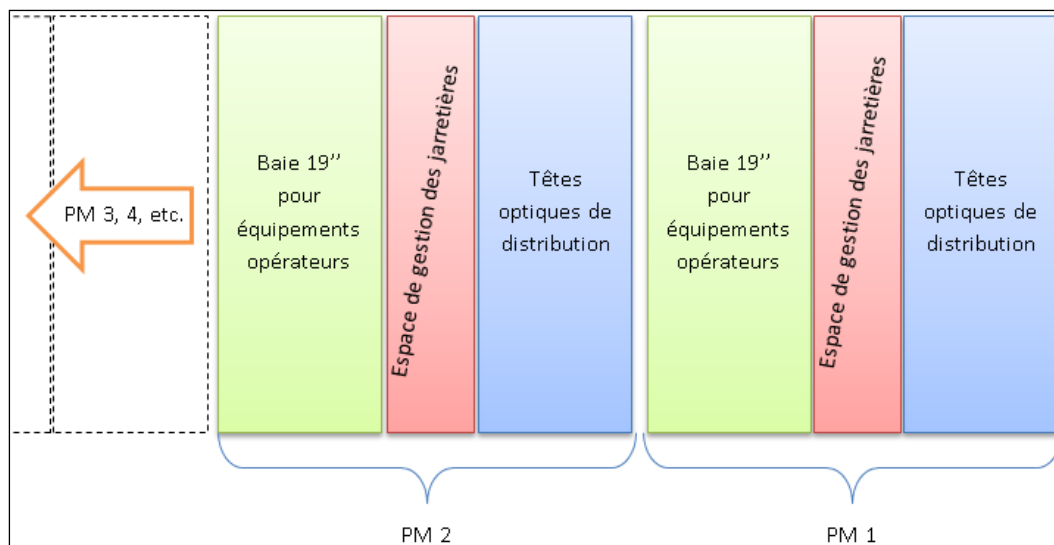 PM 3, 4, etc.
Baie 19’’
pour
équipements
opérateurs
Espace de gestion des jarretières
Têtes
optiques de
distribution
Baie 19’’
pour
équipements
opérateurs
Espace de gestion des jarretières
Têtes
optiques de
distribution
PM 2
PM 1